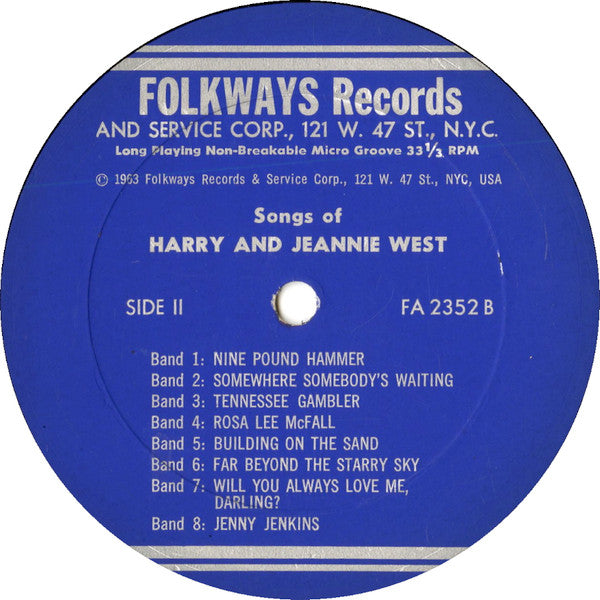 FOLKWAYS Records
AND SERVICE CORP., 121 W. 47 ST., N.Y.C.
Long Playing Non-Breakable Micro Groove 33 1/3 RPM
© 1963 Folkways Records & Service Corp., 121 W. 47 St., NYC, USA
Songs of
HARRY AND JEANNIE WEST
SIDE II FA 2352 B
Band 1: NINE POUND HAMMER
Band 2: SOMEWHERE SOMEBODY'S WAITING
Band 3: TENNESSEE GAMBLER
Band 4: ROSA LEE McFALL
Band 5: BUILDING ON THE SAND
Band 6: FAR BEYOND THE STARRY SKY
Band 7: WILL YOU ALWAYS LOVE ME,
DARLING?
Band 8: JENNY JENKINS